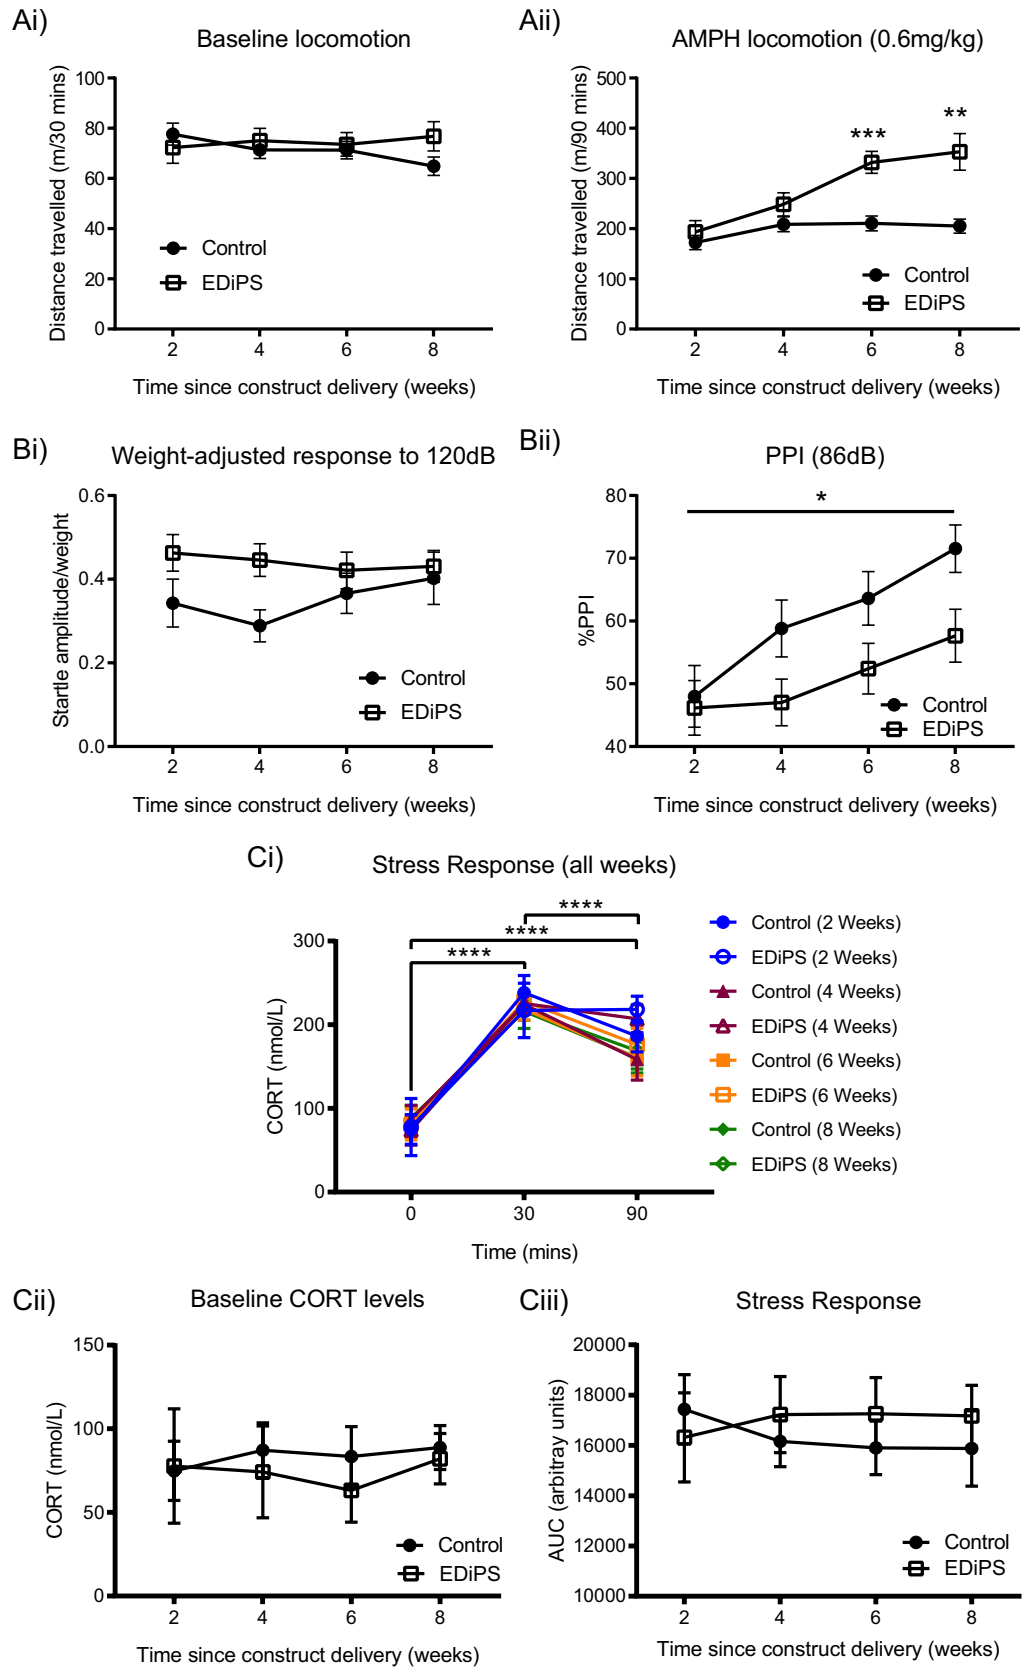 Ai)
Baseline locomotion
Distance travelled (m/30 mins)
100
80
60
40
20
0
Control
EDiPS
2 4 6 8
Time since construct delivery (weeks)
Aii)
AMPH locomotion (0.6mg/kg)
Distance travelled (m/90 mins)
500
400
300
200
100
0
***
**
Control
EDiPS
2 4 6 8
Time since construct delivery (weeks)
Bi)
Weight-adjusted response to 120dB
Startle amplitude/weight
0.6
0.4
0.2
0.0
Control
EDiPS
2 4 6 8
Time since construct delivery (weeks)
Bii)
PPI (86dB)
%PPI
80
70
60
50
40
*
Control
EDiPS
2 4 6 8
Time since construct delivery (weeks)
Ci)
Stress Response (all weeks)
CORT (nmol/L)
300
200
100
0
****
****
****
0 30 90
Time (mins)
Control (2 Weeks)
EDiPS (2 Weeks)
Control (4 Weeks)
EDiPS (4 Weeks)
Control (6 Weeks)
EDiPS (6 Weeks)
Control (8 Weeks)
EDiPS (8 Weeks)
Cii)
Baseline CORT levels
CORT (nmol/L)
150
100
50
0
Control
EDiPS
2 4 6 8
Time since construct delivery (weeks)
Ciii)
Stress Response
AUC (arbitray units)
20000
18000
16000
14000
12000
10000
Control
EDiPS
2 4 6 8
Time since construct delivery (weeks)